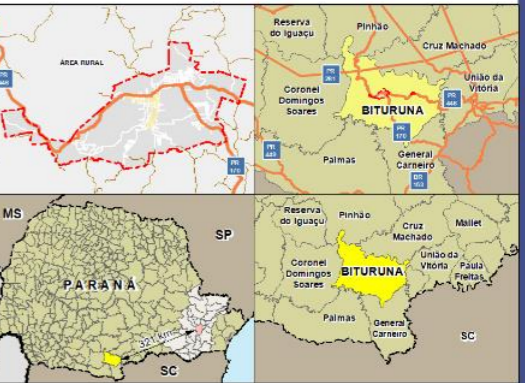 ÁREA RURAL
PR
446
PR
170
Reserva
do Iguaçu
Pinhão
Cruz Machado
União da
Vitória
Coronel
Domingos
Soares
BITURUNA
Palmas
General
Carneiro
PR
446
PR
170
PR
449
BR
153
MS
SP
PARANÁ
321 km
SC
Reserva
do Iguaçu
Pinhão
Cruz
Machado
Mallet
Coronel
Domingos
Soares
BITURUNA
União da
Vitória
Paula
Freitas
Palmas
General
Carneiro
SC